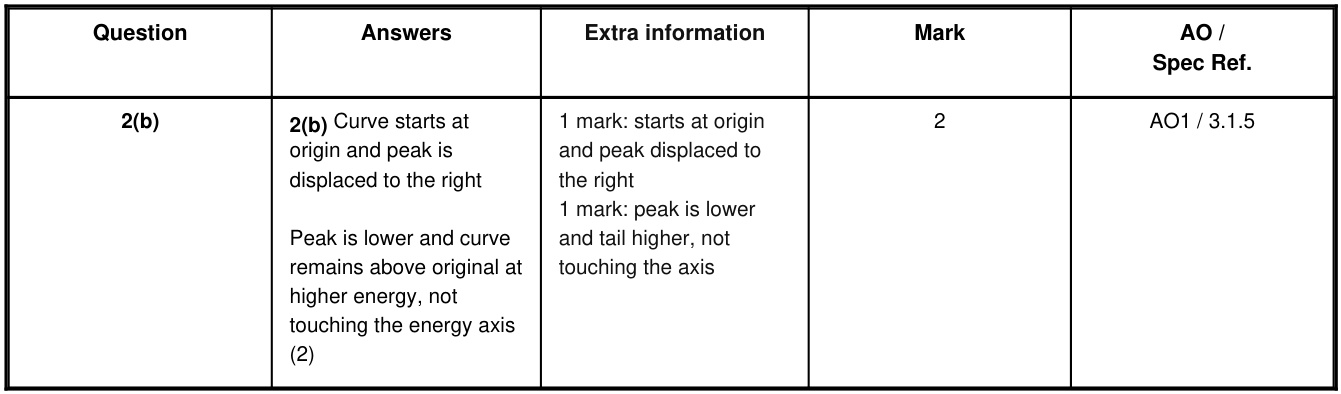 Question Answers Extra information Mark AO /
Spec Ref.
2(b)
2(b) Curve starts at
origin and peak is
displaced to the right
Peak is lower and curve
remains above original at
higher energy, not
touching the energy axis
(2)
1 mark: starts at origin
and peak displaced to
the right
1 mark: peak is lower
and tail higher, not
touching the axis
2
AO1 / 3.1.5